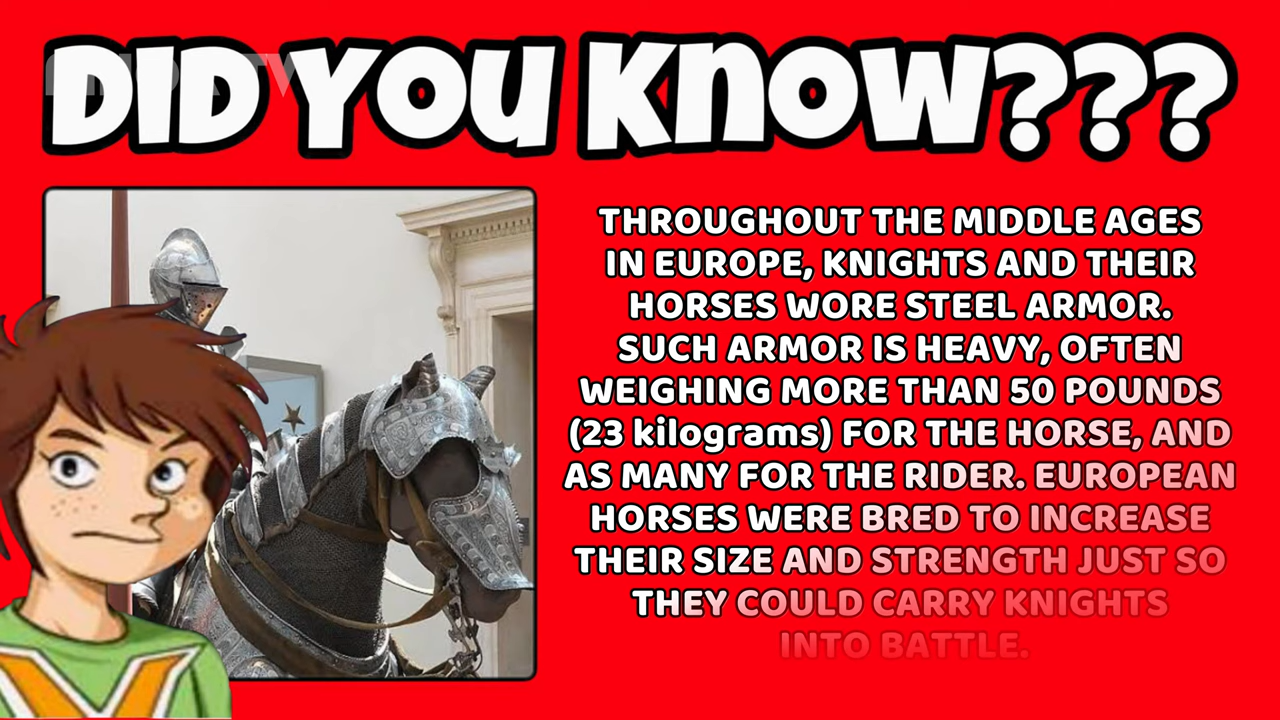 DID YOU KNOW???
THROUGHOUT THE MIDDLE AGES
IN EUROPE, KNIGHTS AND THEIR
HORSES WORE STEEL ARMOR.
SUCH ARMOR IS HEAVY, OFTEN
WEIGHING MORE THAN 50 POUNDS
(23 kilograms) FOR THE HORSE, AND
AS MANY FOR THE RIDER. EUROPEAN
HORSES WERE BRED TO INCREASE
THEIR SIZE AND STRENGTH JUST SO
THEY COULD CARRY KNIGHTS
INTO BATTLE.